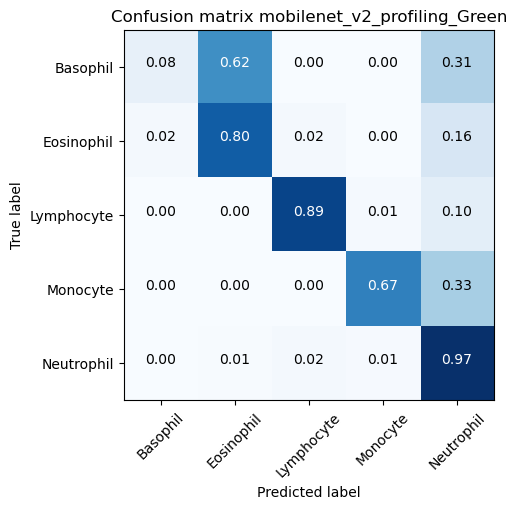 Confusion matrix mobilenet_v2_profiling_Green
Basophil 0.08 0.62 0.00 0.00 0.31
Eosinophil 0.02 0.80 0.02 0.00 0.16
Lymphocyte 0.00 0.00 0.89 0.01 0.10
Monocyte 0.00 0.00 0.00 0.67 0.33
Neutrophil 0.00 0.01 0.02 0.01 0.97
True label
Basophil Eosinophil Lymphocyte Monocyte Neutrophil
Predicted label